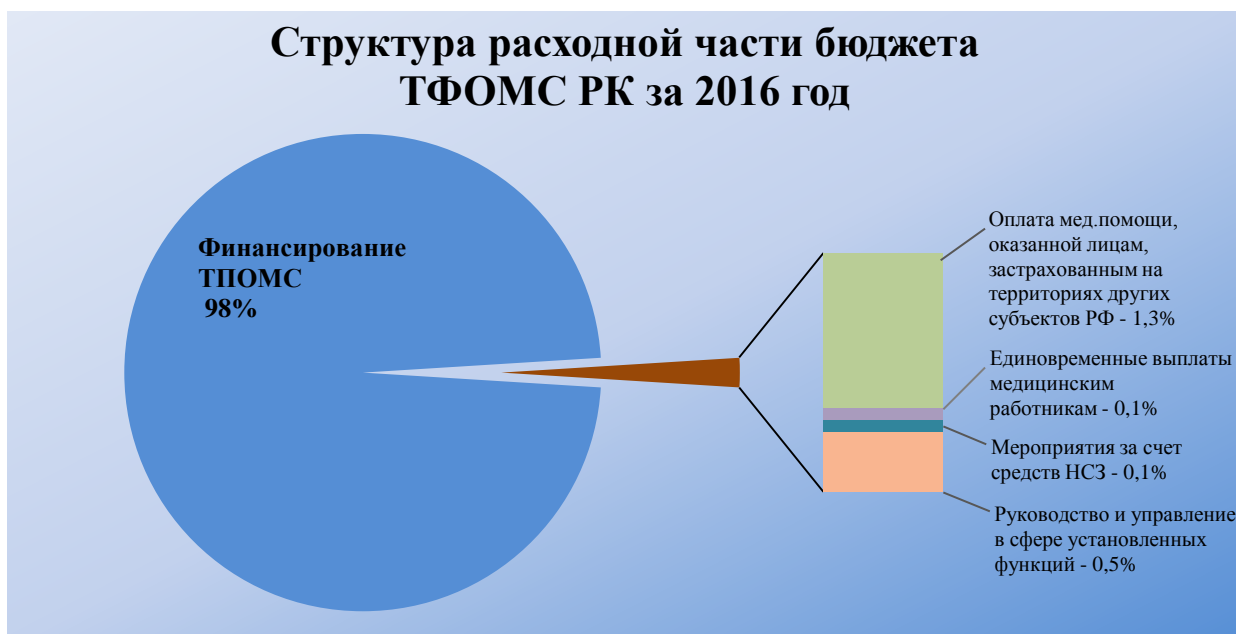 Структура расходной части бюджета
ТФОМС РК за 2016 год
Финансирование
ТПОМС
98%
Оплата мед.помощи,
оказанной лицам,
застрахованным на
территориях других
субъектов РФ - 1,3%
Единовременные выплаты
медицинским
работникам - 0,1%
Мероприятия за счет
средств НСЗ - 0,1%
Руководство и управление
в сфере установленных
функций - 0,5%